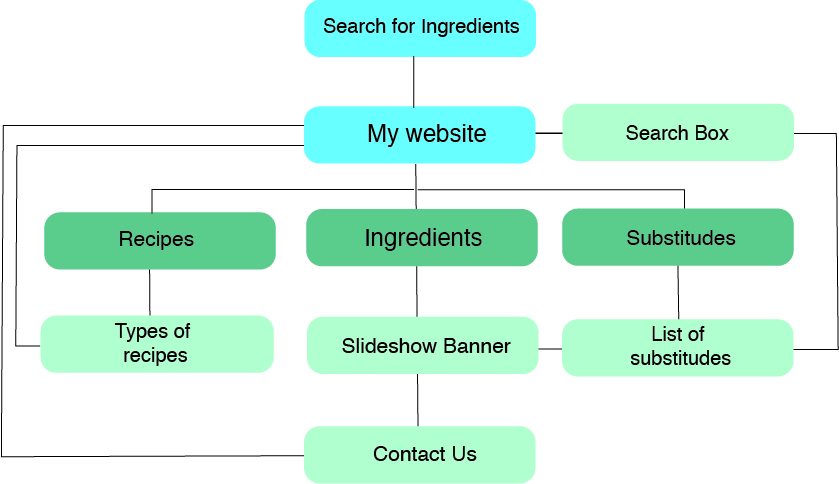 Search for Ingredients
My website
Search Box
Recipes
Ingredients
Substitudes
Types of
recipes
Slideshow Banner
List of
substitudes
Contact Us